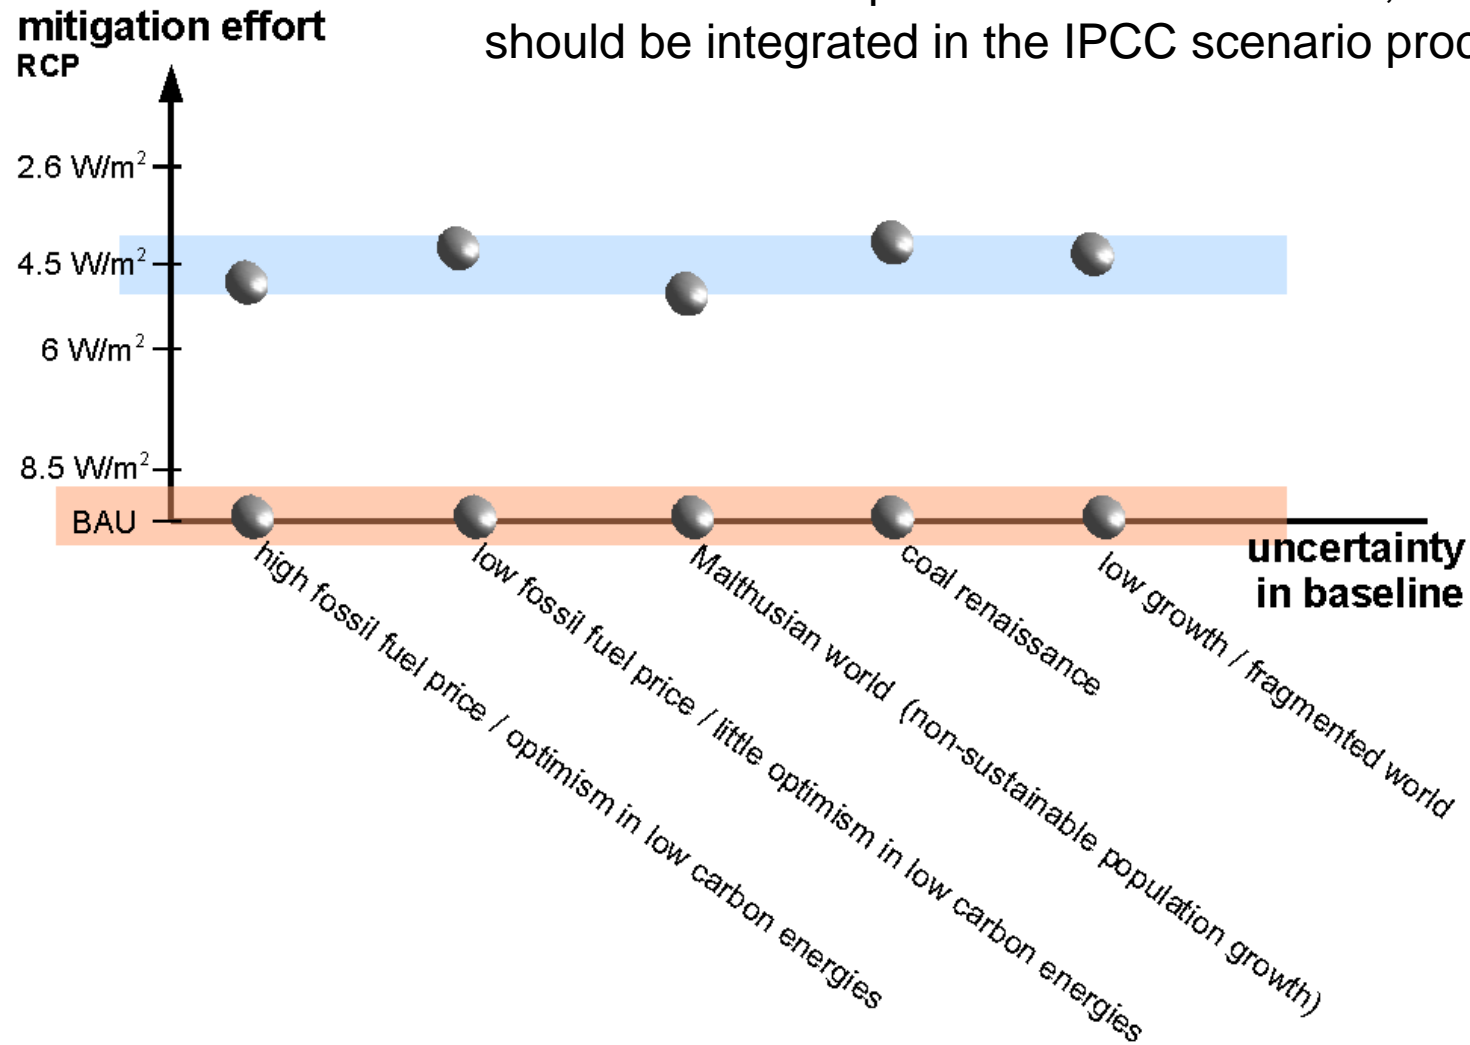 mitigation effort
RCP
should be integrated in the IPCC scenario
2.6 W/m²
4.5 W/m²
6 W/m²
8.5 W/m²
BAU
uncertainty
in baseline
high fossil fuel price / optimism in low carbon energies
low fossil fuel price / little optimism in low carbon energies
Malthusian world (non-sustainable population growth)
coal renaissance
low growth / fragmented world